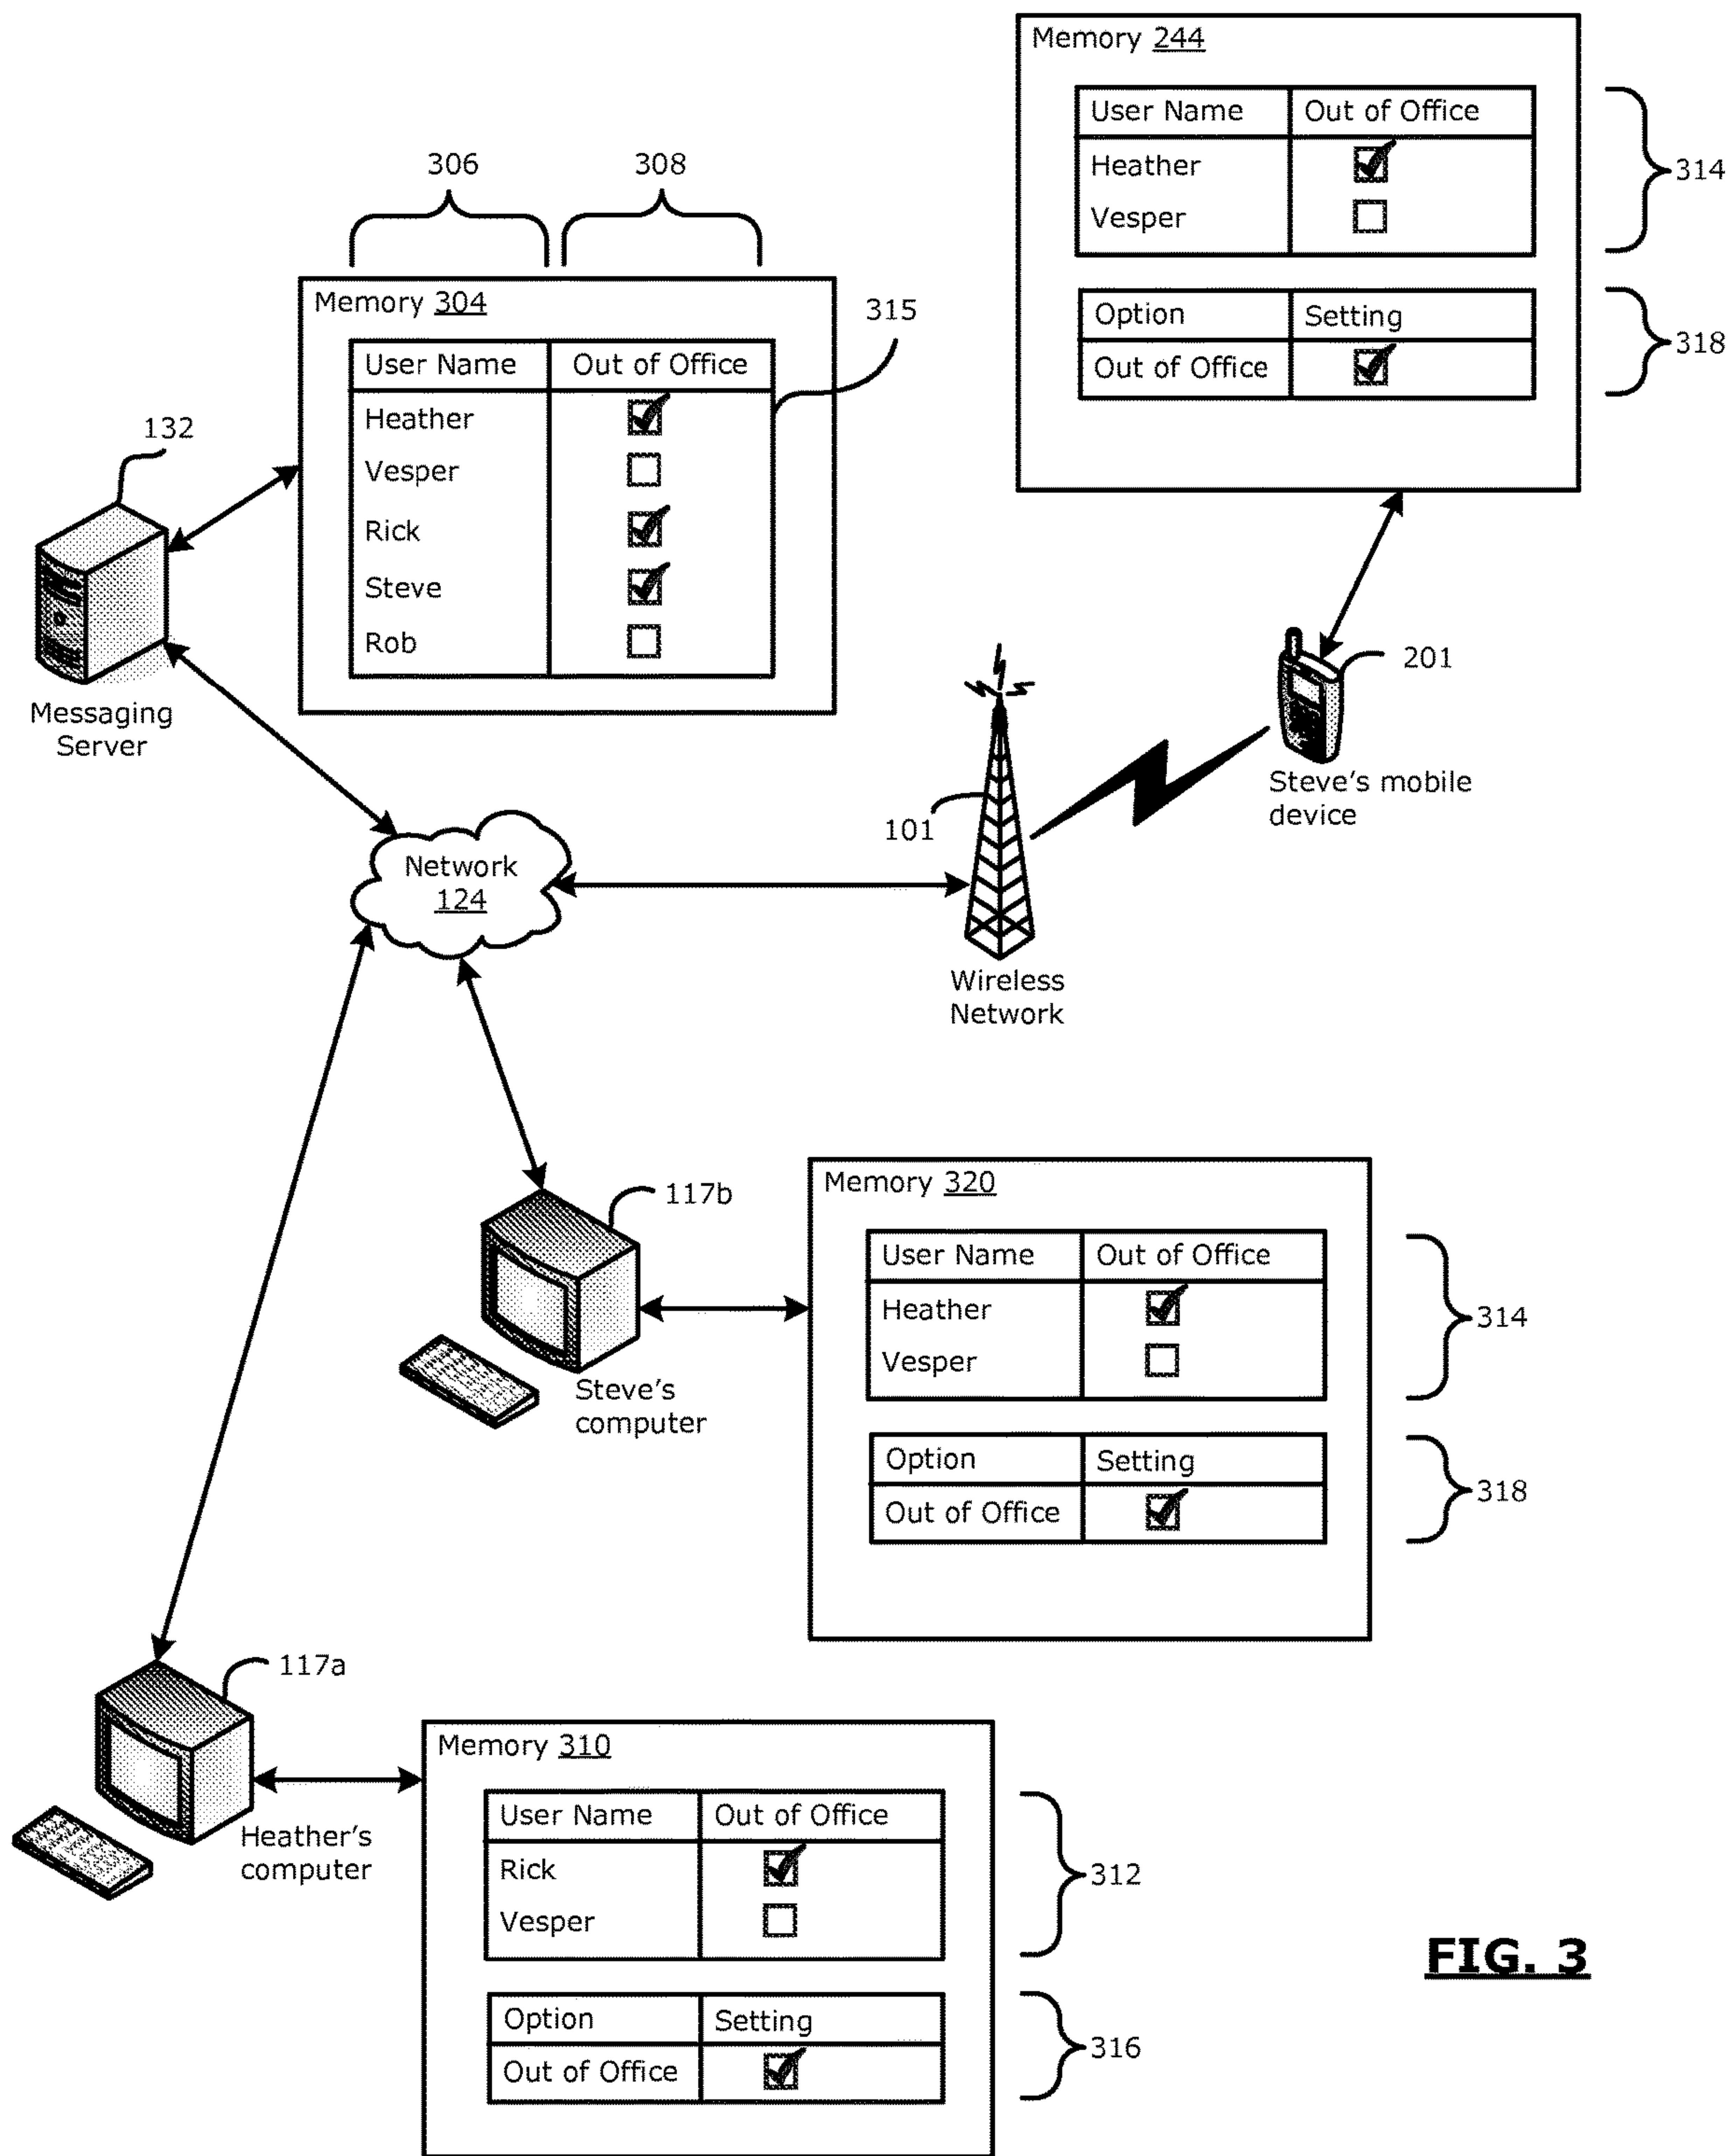 Memory 244
User Name Out of Office
Heather
Vesper
314
Option Setting
Out of Office
318
306 308
Memory 304
315
User Name Out of Office
Heather
Vesper
Rick
Steve
Rob
132
Messaging
Server
201
Steve's mobile
device
101
Wireless
Network
Network
124
117b
Steve's
computer
Memory 320
User Name Out of Office
Heather
Vesper
314
Option Setting
Out of Office
318
117a
Heather's
computer
Memory 310
User Name Out of Office
Rick
Vesper
312
Option Setting
Out of Office
316
FIG. 3